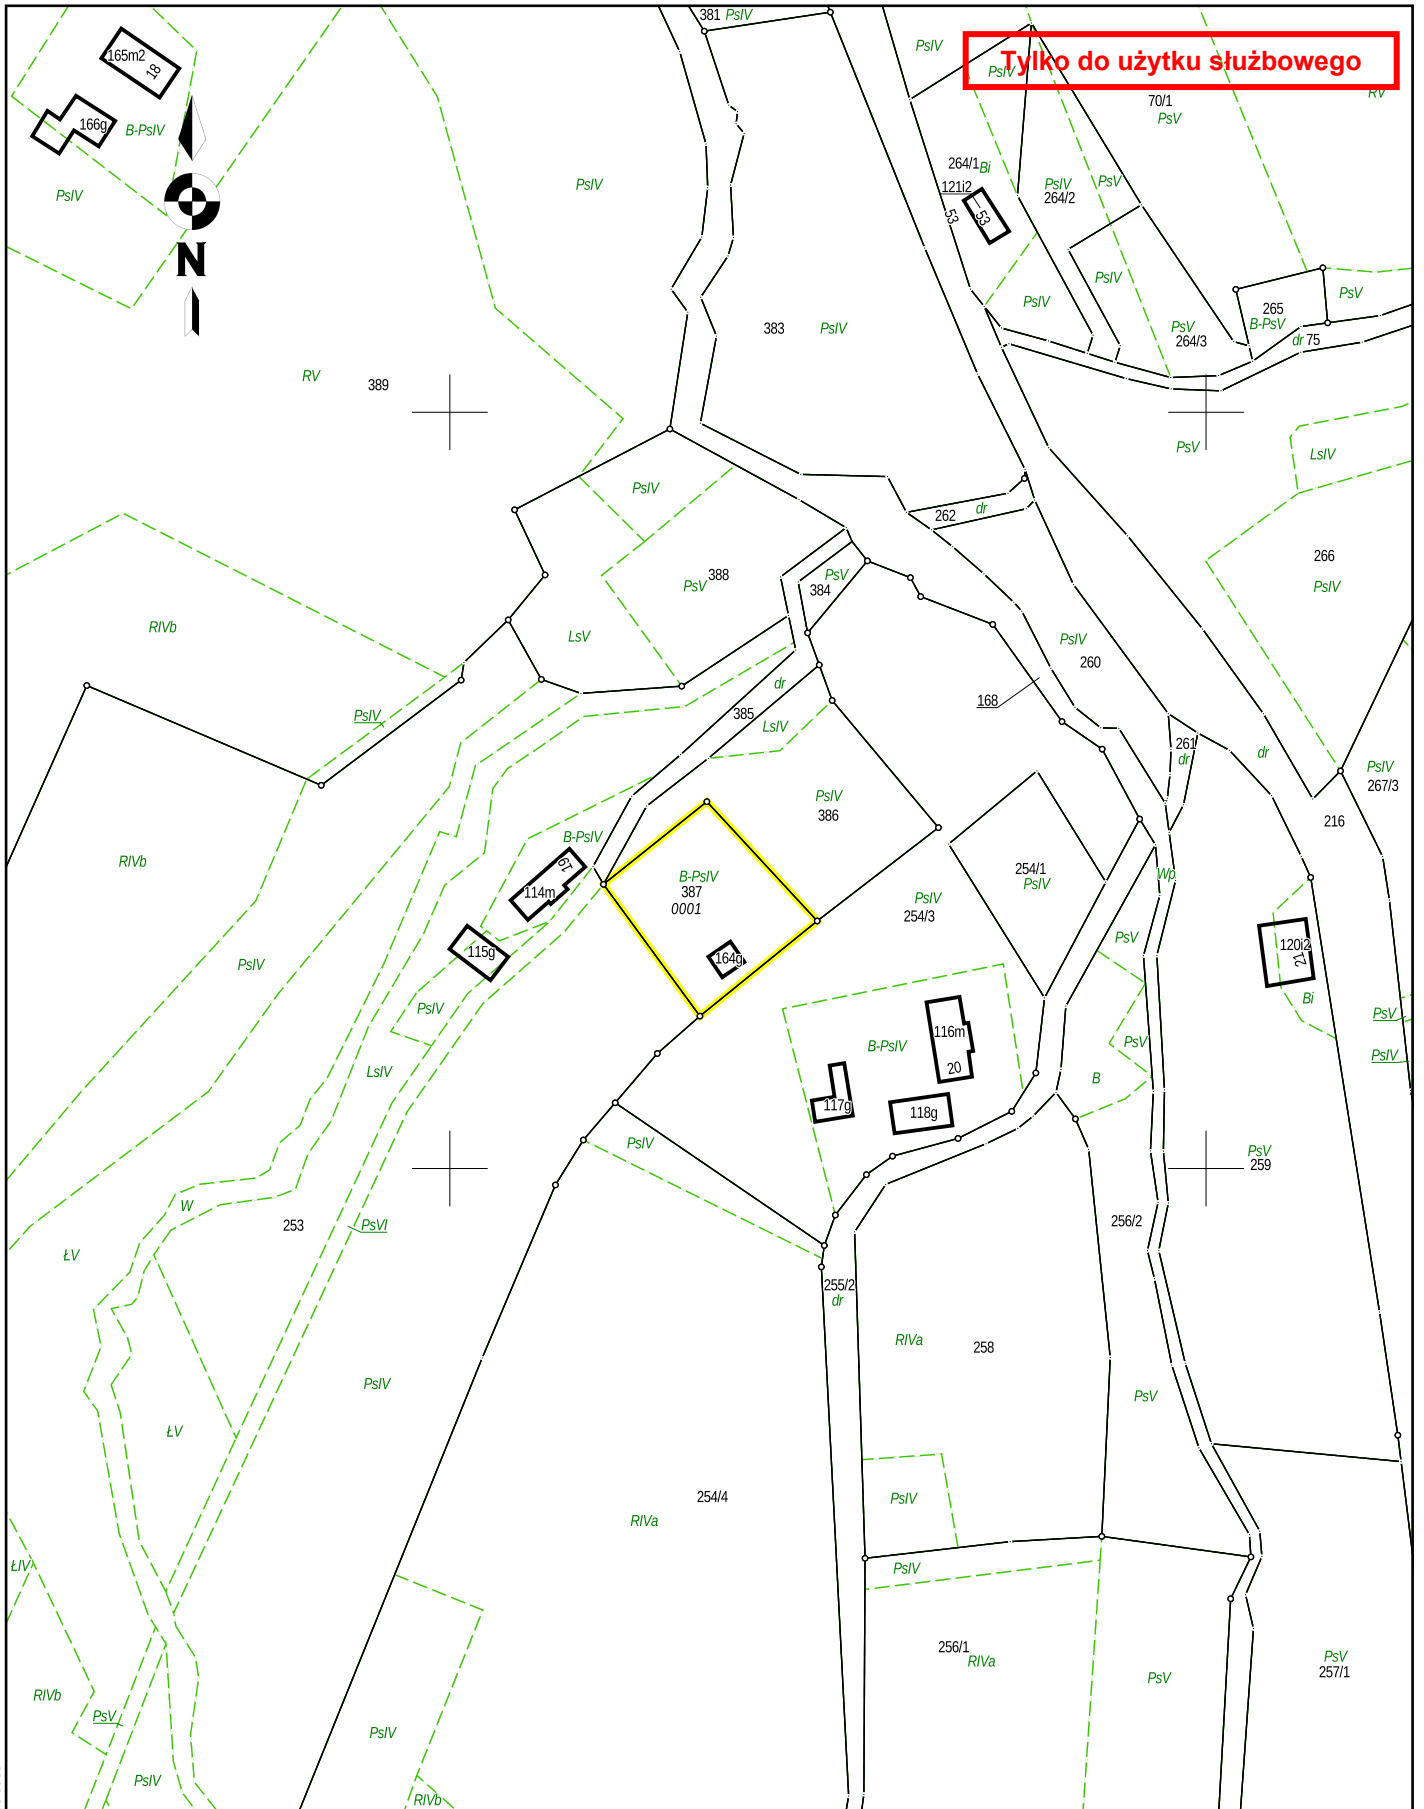 381 PsIV
Tylko do użytku służbowego
165m2
18
166g
B-PsIV
PsIV
N
PsIV
PsIV
PsIV
RV
70/1
PsV
264/1 Bi
121i2
53
53
PsIV
264/2
PsV
PsIV
PsIV
383 PsIV
PsV
264/3
265
B-PsV
PsV
dr 75
RV
389
PsV
LsIV
PsIV
262 dr
266
PsIV
PsV 388
PsV
384
RIVb
LsV
PsIV
260
dr
168
385
LsIV
PsIV
261
dr
dr
PsIV
267/3
PsIV
386
216
B-PsIV
19
114m
RIVb
B-PsIV
387
0001
254/1
PsIV
Wp
PsIV
254/3
PsV
120i2
21
115g
164g
PsIV
PsIV
Bi
PsV
116m
20
B-PsIV
PsV
PsIV
LsIV
B
117g
118g
PsIV
PsV
259
W
253
PsVI
256/2
ŁV
255/2
dr
RIVa
258
PsIV
PsV
ŁV
254/4
RIVa
PsIV
ŁIV
PsIV
256/1
RIVa
PsV
257/1
PsV
RIVb
PsV
PsIV
PsIV
RIVb